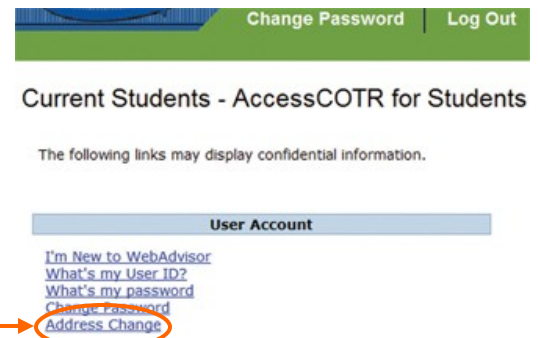 Change Password Log Out
Current Students - AccessCOTR for Students
The following links may display confidential information.
User Account
I'm New to WebAdvisor
What's my User ID?
What's my password
Change Password
Address Change